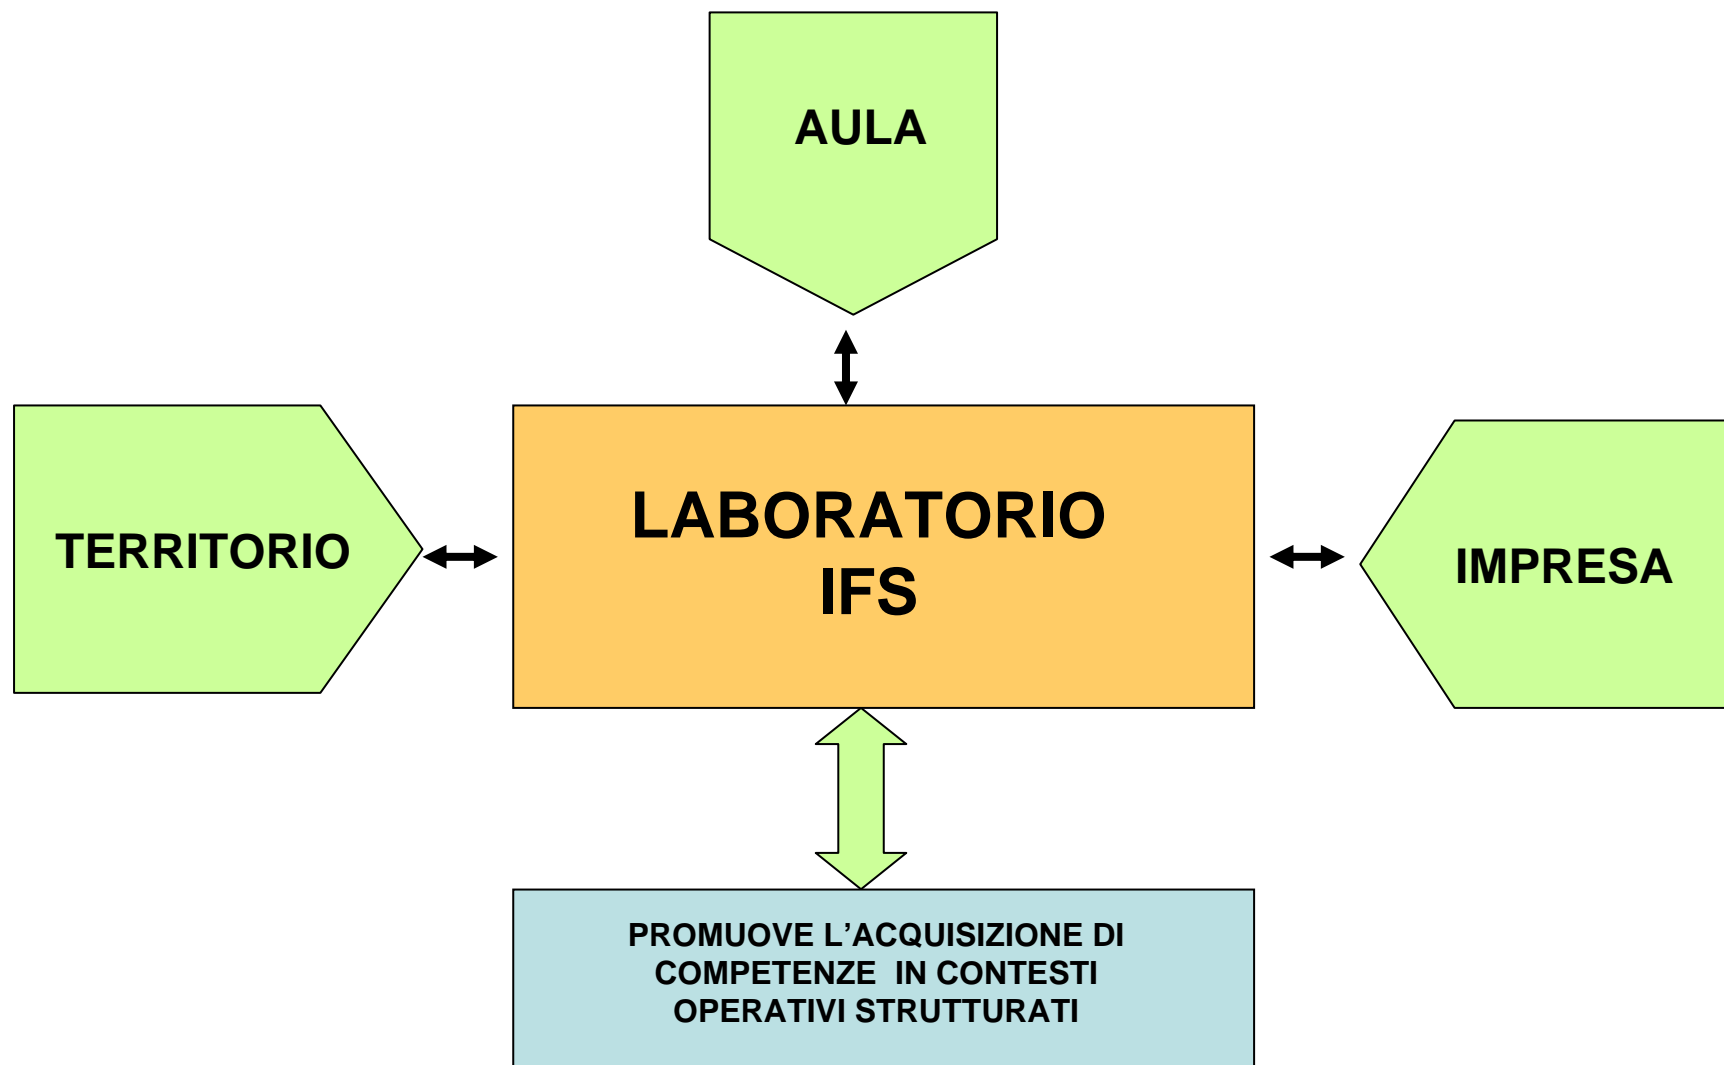 AULA
TERRITORIO
LABORATORIO
IFS
IMPRESA
PROMUOVE L’ACQUISIZIONE DI
COMPETENZE  IN CONTESTI
OPERATIVI STRUTTURATI